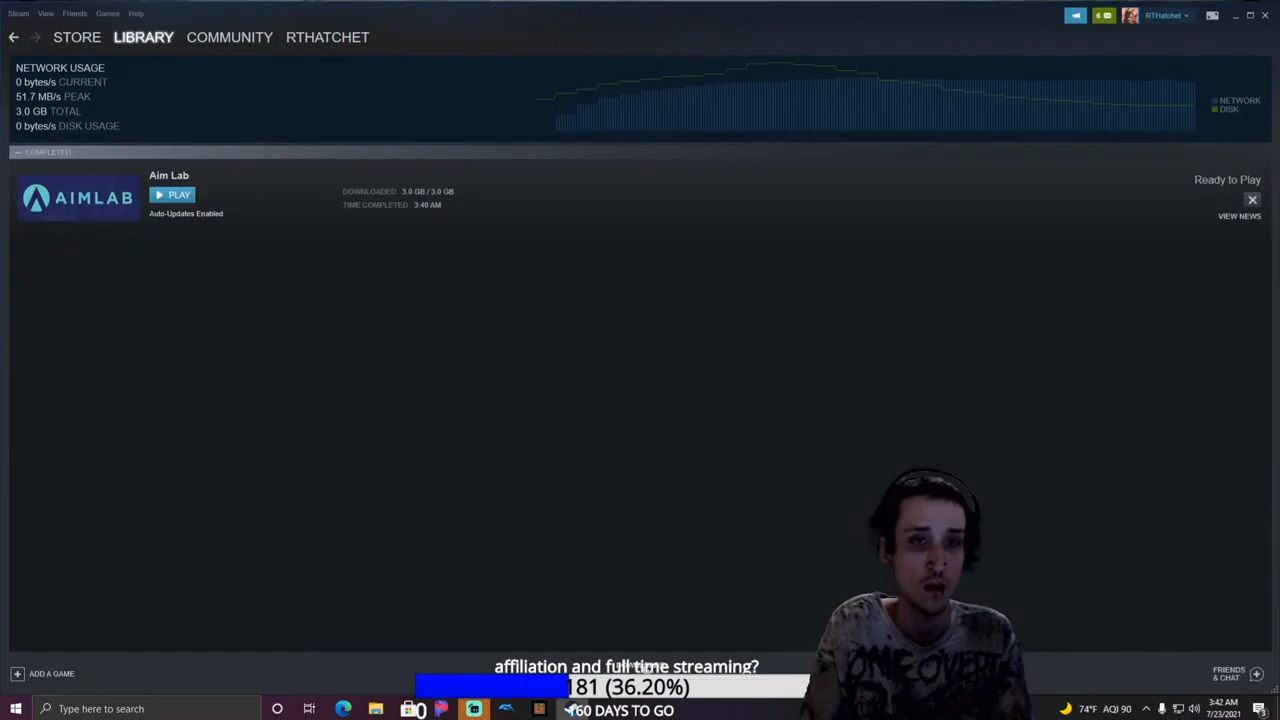 Steam View Friends Games Help
6
RTHatchet
STORE LIBRARY COMMUNITY RTHATCHET
NETWORK USAGE
0 bytes/s CURRENT
51.7 MB/s PEAK
3.0 GB TOTAL
0 bytes/s DISK USAGE
NETWORK
DISK
COMPLETED
AIMLAB
Aim Lab
PLAY
Auto-Updates Enabled
DOWNLOADED 3.0 GB / 3.0 GB
TIME COMPLETED 3:40 AM
Ready to Play
VIEW NEWS
ADD A GAME
affiliation and full time streaming?
181 (36.20%)
160 DAYS TO GO
0
FRIENDS
& CHAT
Type here to search
74°F AQI 90
3:42 AM
7/23/2021